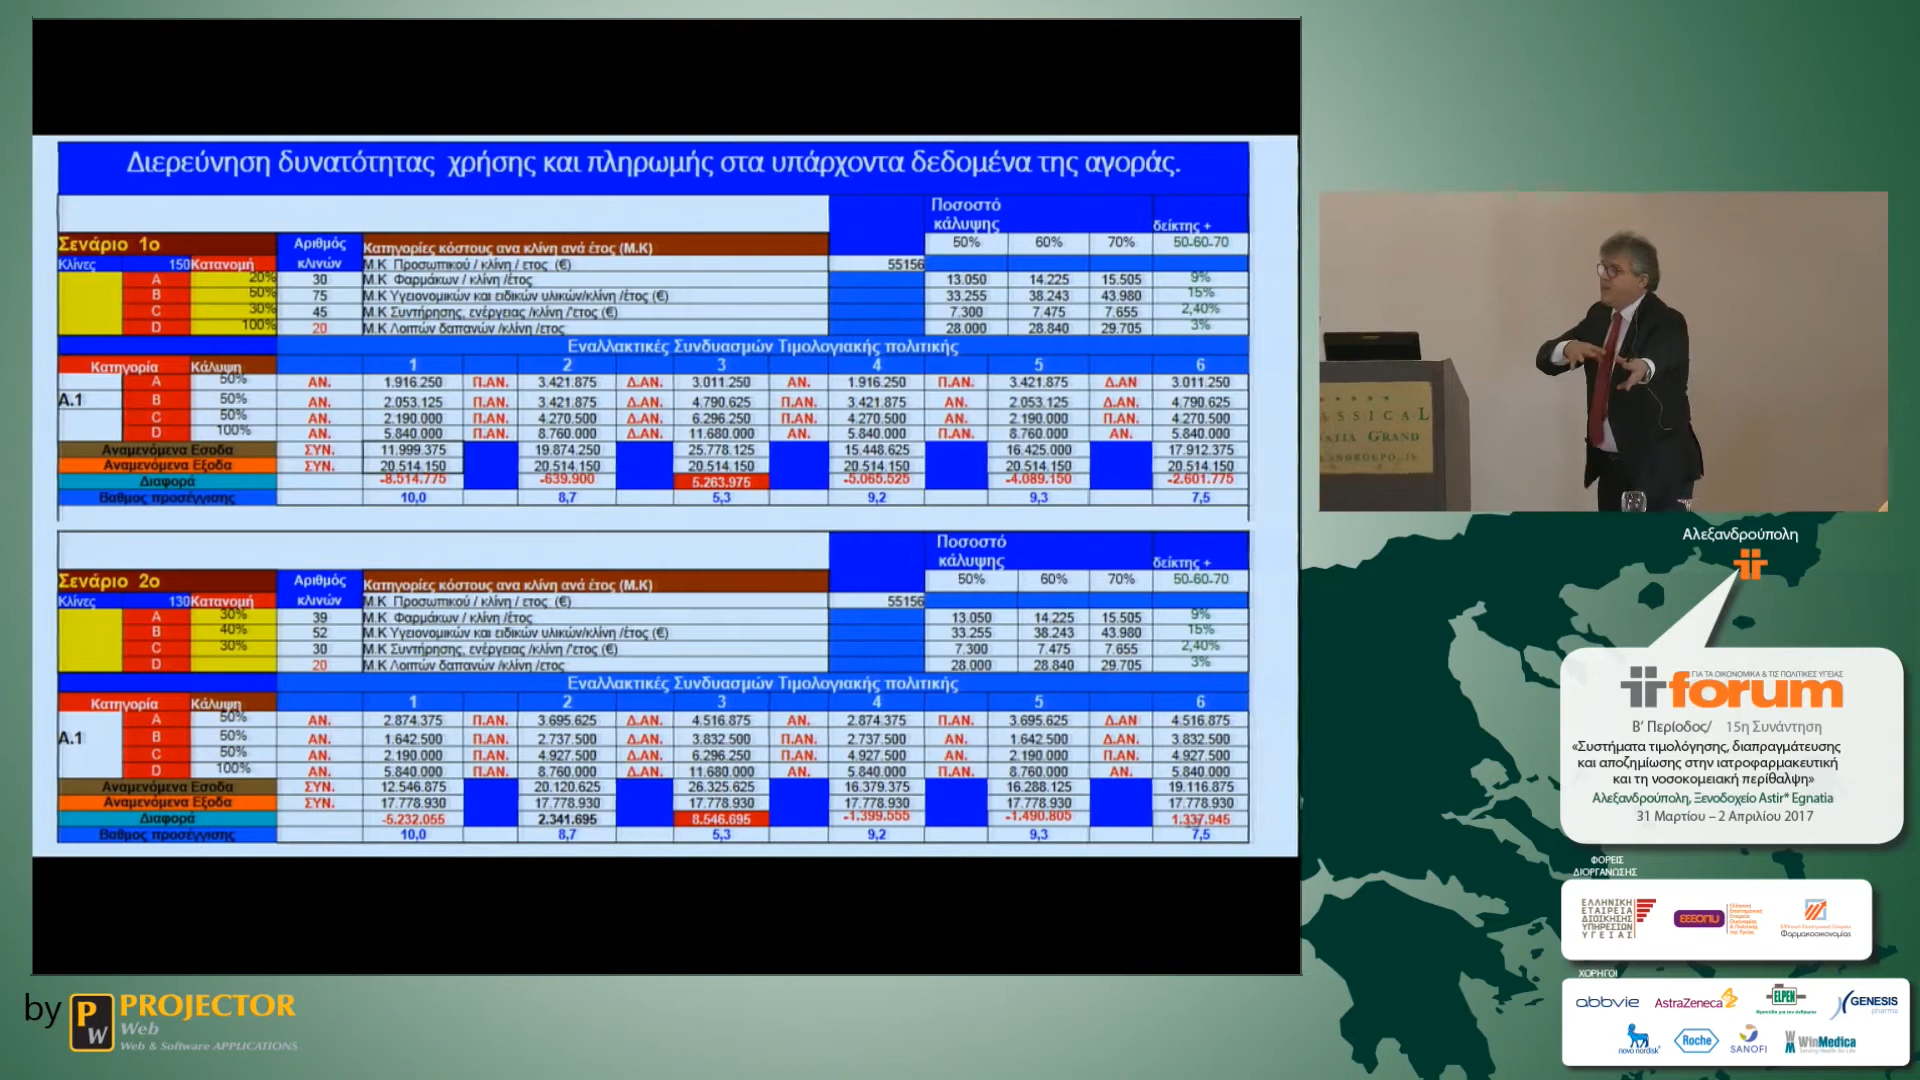 Διερεύνηση δυνατότητας χρήσης και πληρωμής στα υπάρχοντα δεδομένα της αγοράς.
Ποσοστό κάλυψης δείκτης +
Σενάριο 1ο Αριθμός κλινών Κατηγορίες κόστους ανα κλίνη ανά έτος (Μ.Κ) 50% 60% 70% 50-60-70
Κλίνες 150 Κατανομή Μ.Κ Προσωπικού / κλίνη / ετος (€) 55156
A 20% 30 Μ.Κ Φαρμάκων / κλίνη /έτος 13.050 14.225 15.505 9%
B 50% 75 Μ.Κ Υγειονομικών και ειδικών υλικών/κλίνη /έτος (€) 33.255 38.243 43.980 15%
C 30% 45 Μ.Κ Συντήρησης, ενέργειας /κλίνη /'ετος (€) 7.300 7.475 7.655 2,40%
D 100% 20 Μ.Κ Λοιπών δαπανών /κλίνη /ετος 28.000 28.840 29.705 3%
Εναλλακτικές Συνδυασμών Τιμολογιακής πολιτικής
Κατηγορία Κάλυψη 1 2 3 4 5 6
A 50% ΑΝ. 1.916.250 Π.ΑΝ. 3.421.875 Δ.ΑΝ. 3.011.250 ΑΝ. 1.916.250 Π.ΑΝ. 3.421.875 Δ.ΑΝ 3.011.250
A.1 B 50% ΑΝ. 2.053.125 Π.ΑΝ. 3.421.875 Δ.ΑΝ. 4.790.625 Π.ΑΝ. 3.421.875 ΑΝ. 2.053.125 Δ.ΑΝ. 4.790.625
C 50% ΑΝ. 2.190.000 Π.ΑΝ. 4.270.500 Δ.ΑΝ. 6.296.250 Π.ΑΝ. 4.270.500 ΑΝ. 2.190.000 Π.ΑΝ. 4.270.500
D 100% ΑΝ. 5.840.000 Π.ΑΝ. 8.760.000 Δ.ΑΝ. 11.680.000 ΑΝ. 5.840.000 Π.ΑΝ. 8.760.000 ΑΝ. 5.840.000
Αναμενόμενα Εσοδα ΣΥΝ. 11.999.375 19.874.250 25.778.125 15.448.625 16.425.000 17.912.375
Αναμενόμενα Εξοδα ΣΥΝ. 20.514.150 20.514.150 20.514.150 20.514.150 20.514.150 20.514.150
Διαφορά -8.514.775 -639.900 5.263.975 -5.065.525 -4.089.150 -2.601.775
Βαθμος προσέγγισης 10,0 8,7 5,3 9,2 9,3 7,5
Ποσοστό κάλυψης δείκτης +
Σενάριο 2ο Αριθμός κλινών Κατηγορίες κόστους ανα κλίνη ανά έτος (Μ.Κ) 50% 60% 70% 50-60-70
Κλίνες 130 Κατανομή Μ.Κ Προσωπικού / κλίνη / ετος (€) 55156
A 30% 39 Μ.Κ Φαρμάκων / κλίνη /έτος 13.050 14.225 15.505 9%
B 40% 52 Μ.Κ Υγειονομικών και ειδικών υλικών/κλίνη /έτος (€) 33.255 38.243 43.980 15%
C 30% 30 Μ.Κ Συντήρησης, ενέργειας /κλίνη /'ετος (€) 7.300 7.475 7.655 2,40%
D 20 Μ.Κ Λοιπών δαπανών /κλίνη /ετος 28.000 28.840 29.705 3%
Εναλλακτικές Συνδυασμών Τιμολογιακής πολιτικής
Κατηγορία Κάλυψη 1 2 3 4 5 6
A 50% ΑΝ. 2.874.375 Π.ΑΝ. 3.695.625 Δ.ΑΝ. 4.516.875 ΑΝ. 2.874.375 Π.ΑΝ. 3.695.625 Δ.ΑΝ 4.516.875
A.1 B 50% ΑΝ. 1.642.500 Π.ΑΝ. 2.737.500 Δ.ΑΝ. 3.832.500 Π.ΑΝ. 2.737.500 ΑΝ. 1.642.500 Δ.ΑΝ. 3.832.500
C 50% ΑΝ. 2.190.000 Π.ΑΝ. 4.927.500 Δ.ΑΝ. 6.296.250 Π.ΑΝ. 4.927.500 ΑΝ. 2.190.000 Π.ΑΝ. 4.927.500
D 100% ΑΝ. 5.840.000 Π.ΑΝ. 8.760.000 Δ.ΑΝ. 11.680.000 ΑΝ. 5.840.000 Π.ΑΝ. 8.760.000 ΑΝ. 5.840.000
Αναμενόμενα Εσοδα ΣΥΝ. 12.546.875 20.120.625 26.325.625 16.379.375 16.288.125 19.116.875
Αναμενόμενα Εξοδα ΣΥΝ. 17.778.930 17.778.930 17.778.930 17.778.930 17.778.930 17.778.930
Διαφορά -5.232.055 2.341.695 8.546.695 -1.399.555 -1.490.805 1.337.945
Βαθμος προσέγγισης 10,0 8,7 5,3 9,2 9,3 7,5
Αλεξανδρούπολη
ΓΙΑ ΤΑ ΟΙΚΟΝΟΜΙΚΑ & ΤΙΣ ΠΟΛΙΤΙΚΕΣ ΥΓΕΙΑΣ
forum
Β' Περίοδος/ 15η Συνάντηση
«Συστήματα τιμολόγησης, διαπραγμάτευσης
και αποζημίωσης στην ιατροφαρμακευτική
και τη νοσοκομειακή περίθαλψη»
Αλεξανδρούπολη, Ξενοδοχείο Astir* Egnatia
31 Μαρτίου – 2 Απριλίου 2017
ΦΟΡΕΙΣ
ΔΙΟΡΓΑΝΩΣΗΣ
ΕΛΛΗΝΙΚΗ
ΕΤΑΙΡΕΙΑ
ΔΙΟΙΚΗΣΗΣ
ΥΠΗΡΕΣΙΩΝ
ΥΓΕΙΑΣ
Φαρμακοοικονομίας
ΧΟΡΗΓΟΙ
abbvie AstraZeneca ELPEN GENESIS pharma
novo nordisk Roche SANOFI WinMedica
by PW PROJECTOR
Web
Web & Software APPLICATIONS